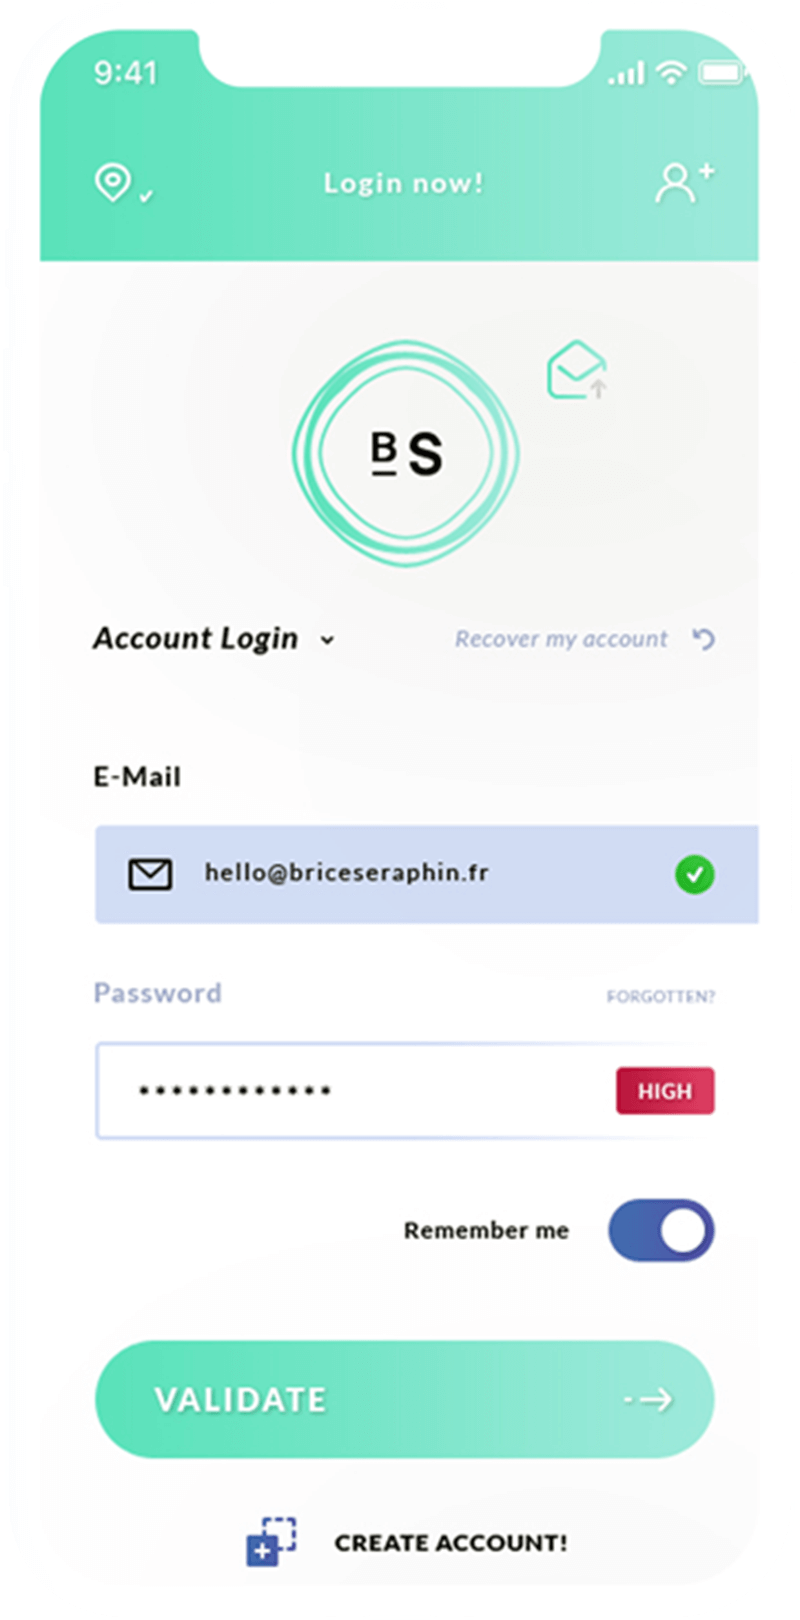 9:41
Login now!
B S
Account Login
Recover my account
E-Mail
hello@briceseraphin.fr
Password
FORGOTTEN?
••••••••••••
HIGH
Remember me
VALIDATE
CREATE ACCOUNT!